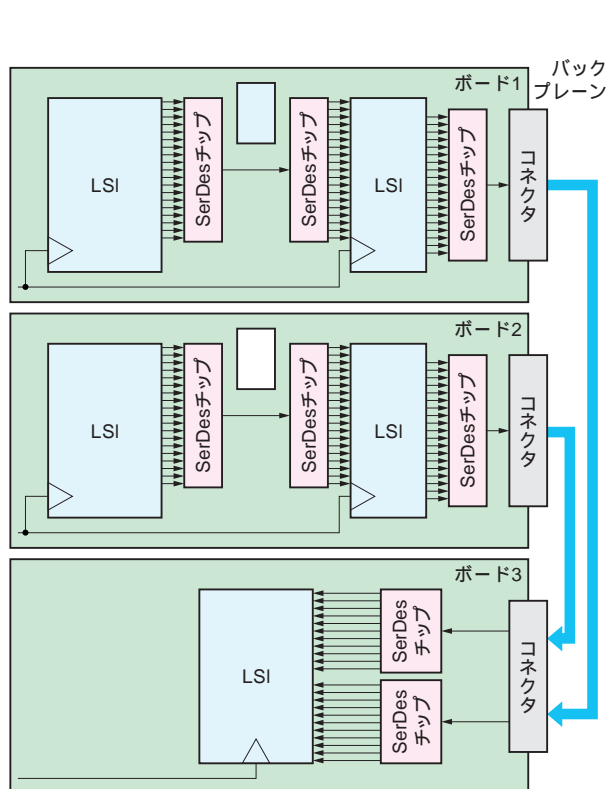 バック
プレーン
ボード1
LSI
SerDesチップ
SerDesチップ
LSI
SerDesチップ
コネクタ
ボード2
LSI
SerDesチップ
SerDesチップ
LSI
SerDesチップ
コネクタ
ボード3
LSI
SerDes
チップ
SerDes
チップ
コネクタ